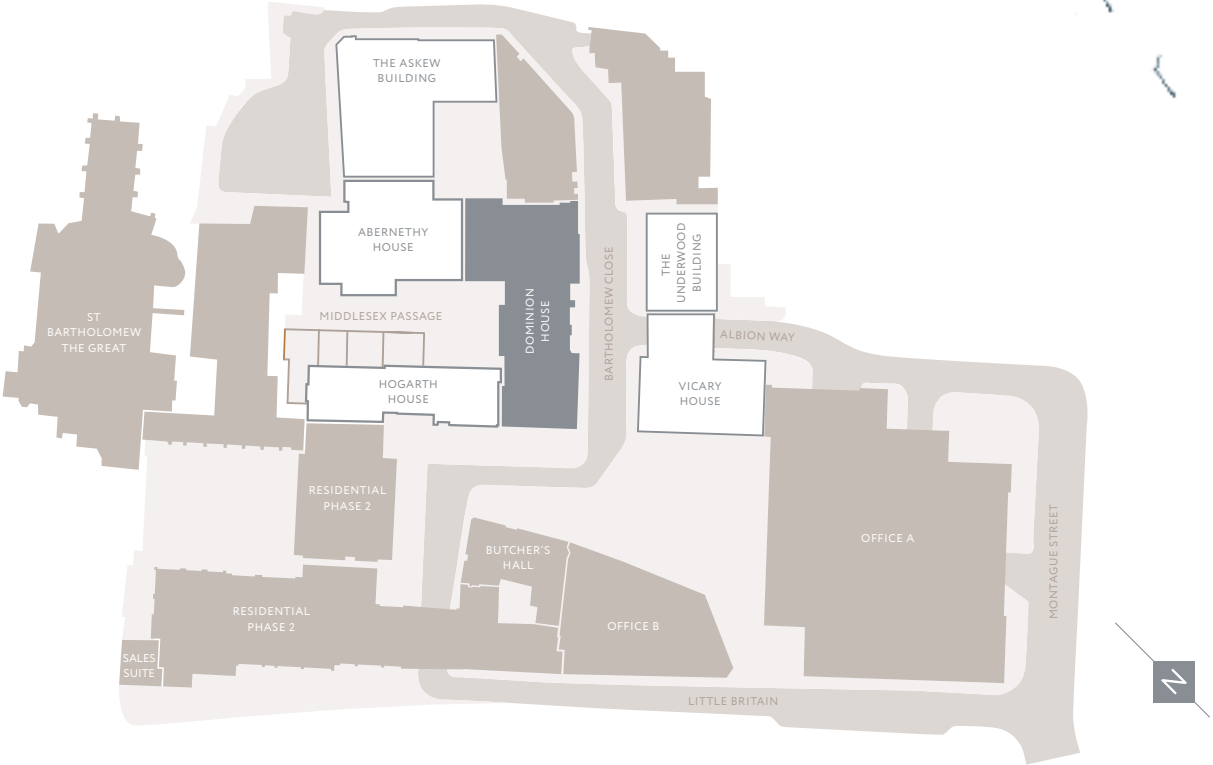 THE ASKEW
BUILDING
ABERNETHY
HOUSE
THE
UNDERWOOD
BUILDING
ST
BARTHOLOMEW
THE GREAT
MIDDLESEX PASSAGE
DOMINION
HOUSE
BARTHOLOMEW CLOSE
ALBION WAY
HOGARTH
HOUSE
VICARY
HOUSE
RESIDENTIAL
PHASE 2
OFFICE A
MONTAGUE STREET
BUTCHER'S
HALL
RESIDENTIAL
PHASE 2
OFFICE B
SALES
SUITE
LITTLE BRITAIN
N